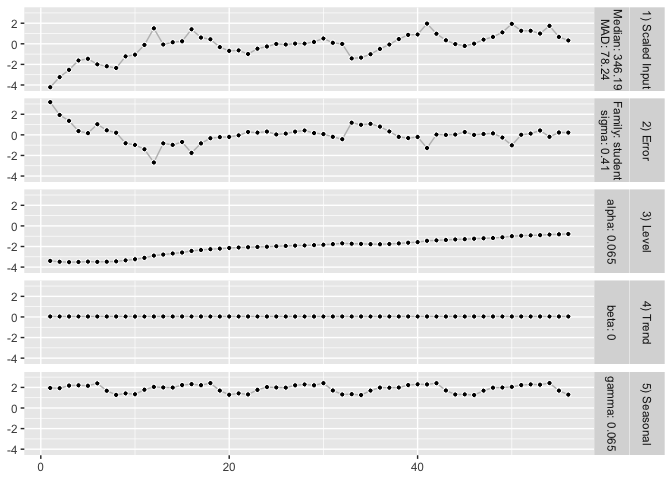 2
0
-2
-4
Median: 346.19
MAD: 78.24
1) Scaled Input
2
0
-2
-4
Family: student
sigma: 0.41
2) Error
2
0
-2
-4
alpha: 0.065
3) Level
2
0
-2
-4
beta: 0
4) Trend
2
0
-2
-4
gamma: 0.065
5) Seasonal
0
20
40